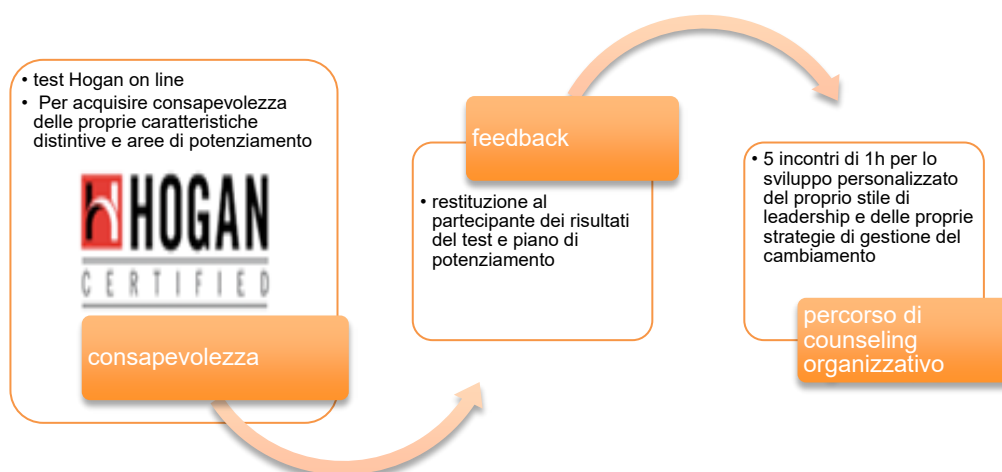 • test Hogan on line
• Per acquisire consapevolezza
delle proprie caratteristiche
distintive e aree di potenziamento
HOGAN
CERTIFIED
consapevolezza
feedback
• restituzione al
partecipante dei risultati
del test e piano di
potenziamento
• 5 incontri di 1h per lo
sviluppo personalizzato
del proprio stile di
leadership e delle proprie
strategie di gestione del
cambiamento
percorso di
counseling
organizzativo